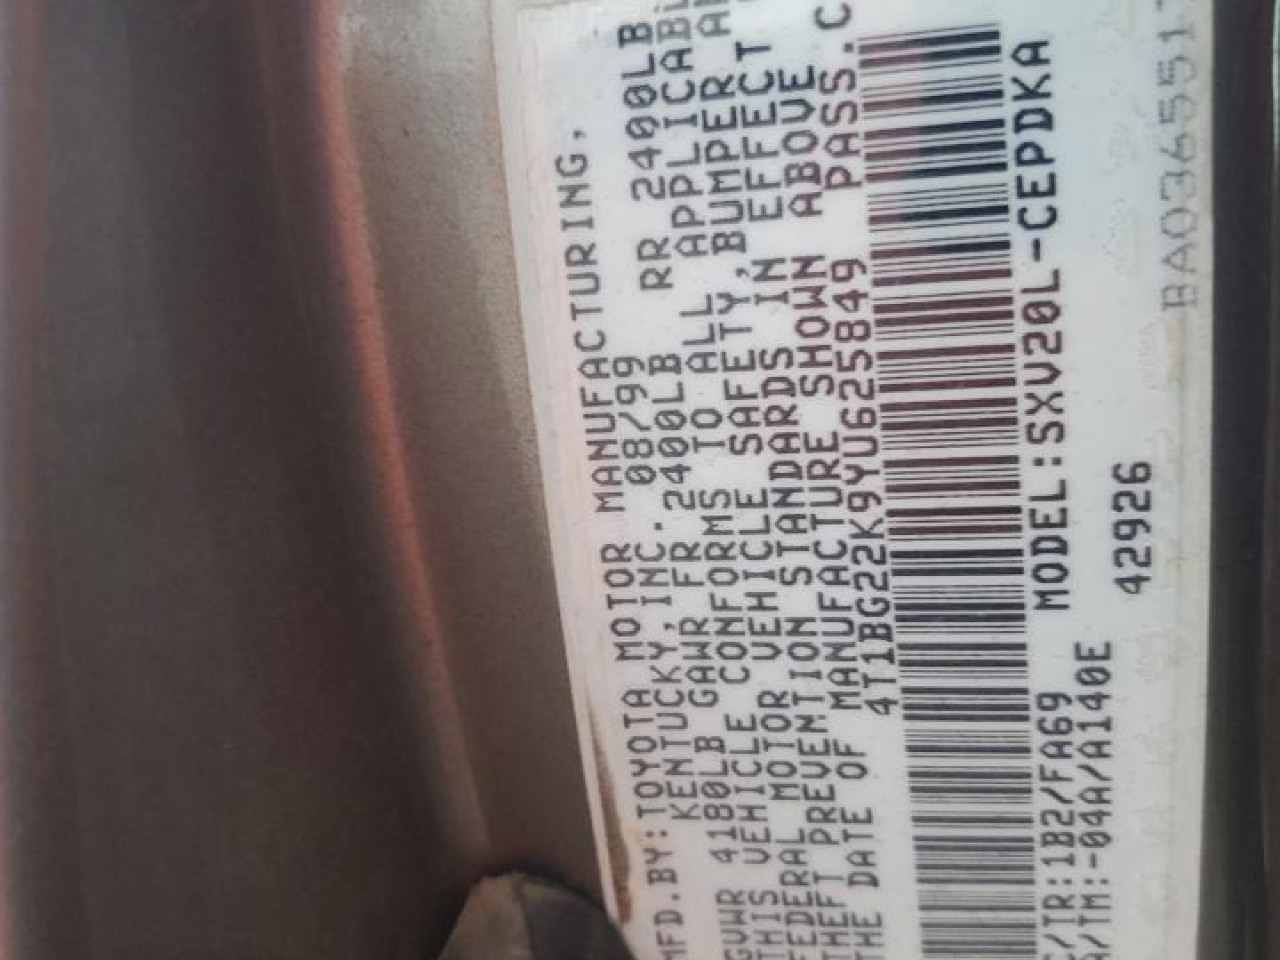 MFD.BY:TOYOTA MOTOR MANUFACTURING,
KENTUCKY,INC. 08/99
GVWR 4180LB GAWR FR 2400LB RR 2400LB
THIS VEHICLE CONFORMS TO ALL APPLICABL
FEDERAL MOTOR VEHICLE SAFETY,BUMPER A
THEFT PREVENTION STANDARDS IN EFFECT
THE DATE OF MANUFACTURE SHOWN ABOVE
4T1BG22K9YU625849 PASS.C
C/TR:1B2/FA69 MODEL:SXV20L-CEPDKA
A/TM:-04A/A140E 42926
BA036551